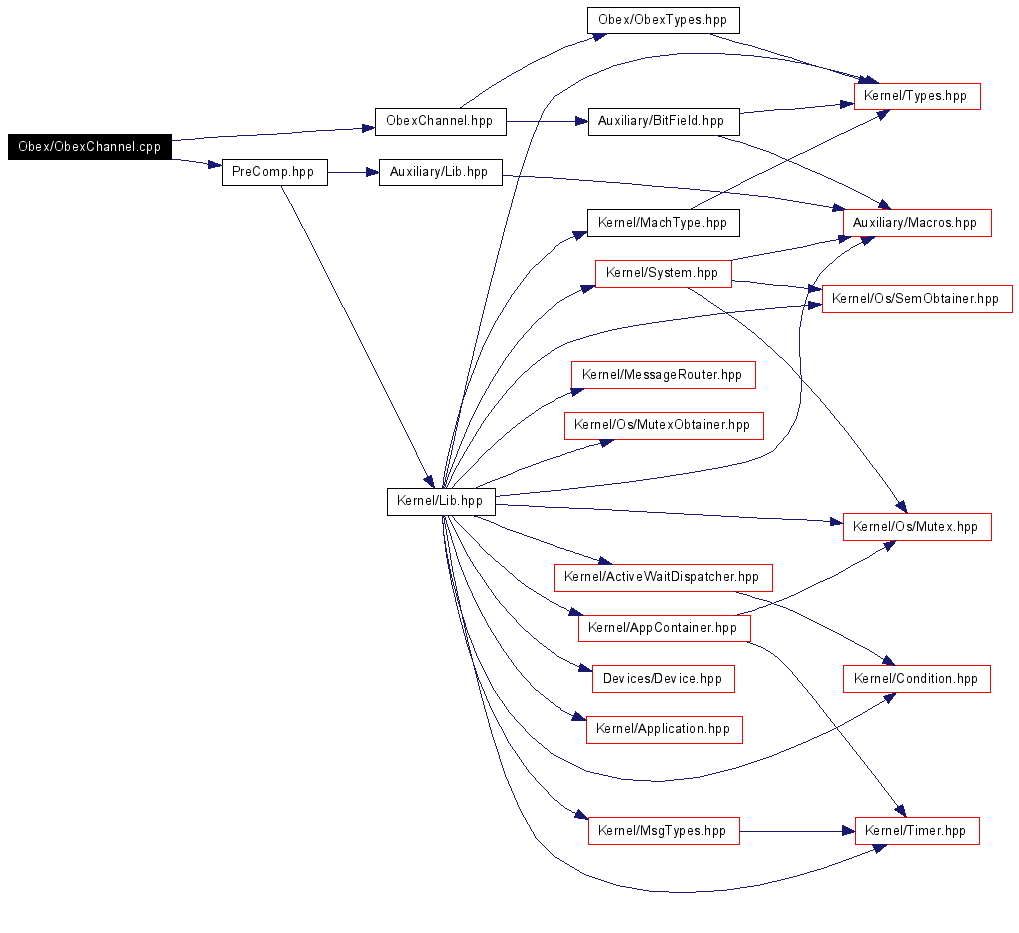 Obex/ObexTypes.hpp
Kernel/Types.hpp
ObexChannel.hpp
Auxiliary/BitField.hpp
Obex/ObexChannel.cpp
PreComp.hpp
Auxiliary/Lib.hpp
Kernel/MachType.hpp
Auxiliary/Macros.hpp
Kernel/System.hpp
Kernel/Os/SemObtainer.hpp
Kernel/MessageRouter.hpp
Kernel/Os/MutexObtainer.hpp
Kernel/Lib.hpp
Kernel/Os/Mutex.hpp
Kernel/ActiveWaitDispatcher.hpp
Kernel/AppContainer.hpp
Devices/Device.hpp
Kernel/Condition.hpp
Kernel/Application.hpp
Kernel/MsgTypes.hpp
Kernel/Timer.hpp